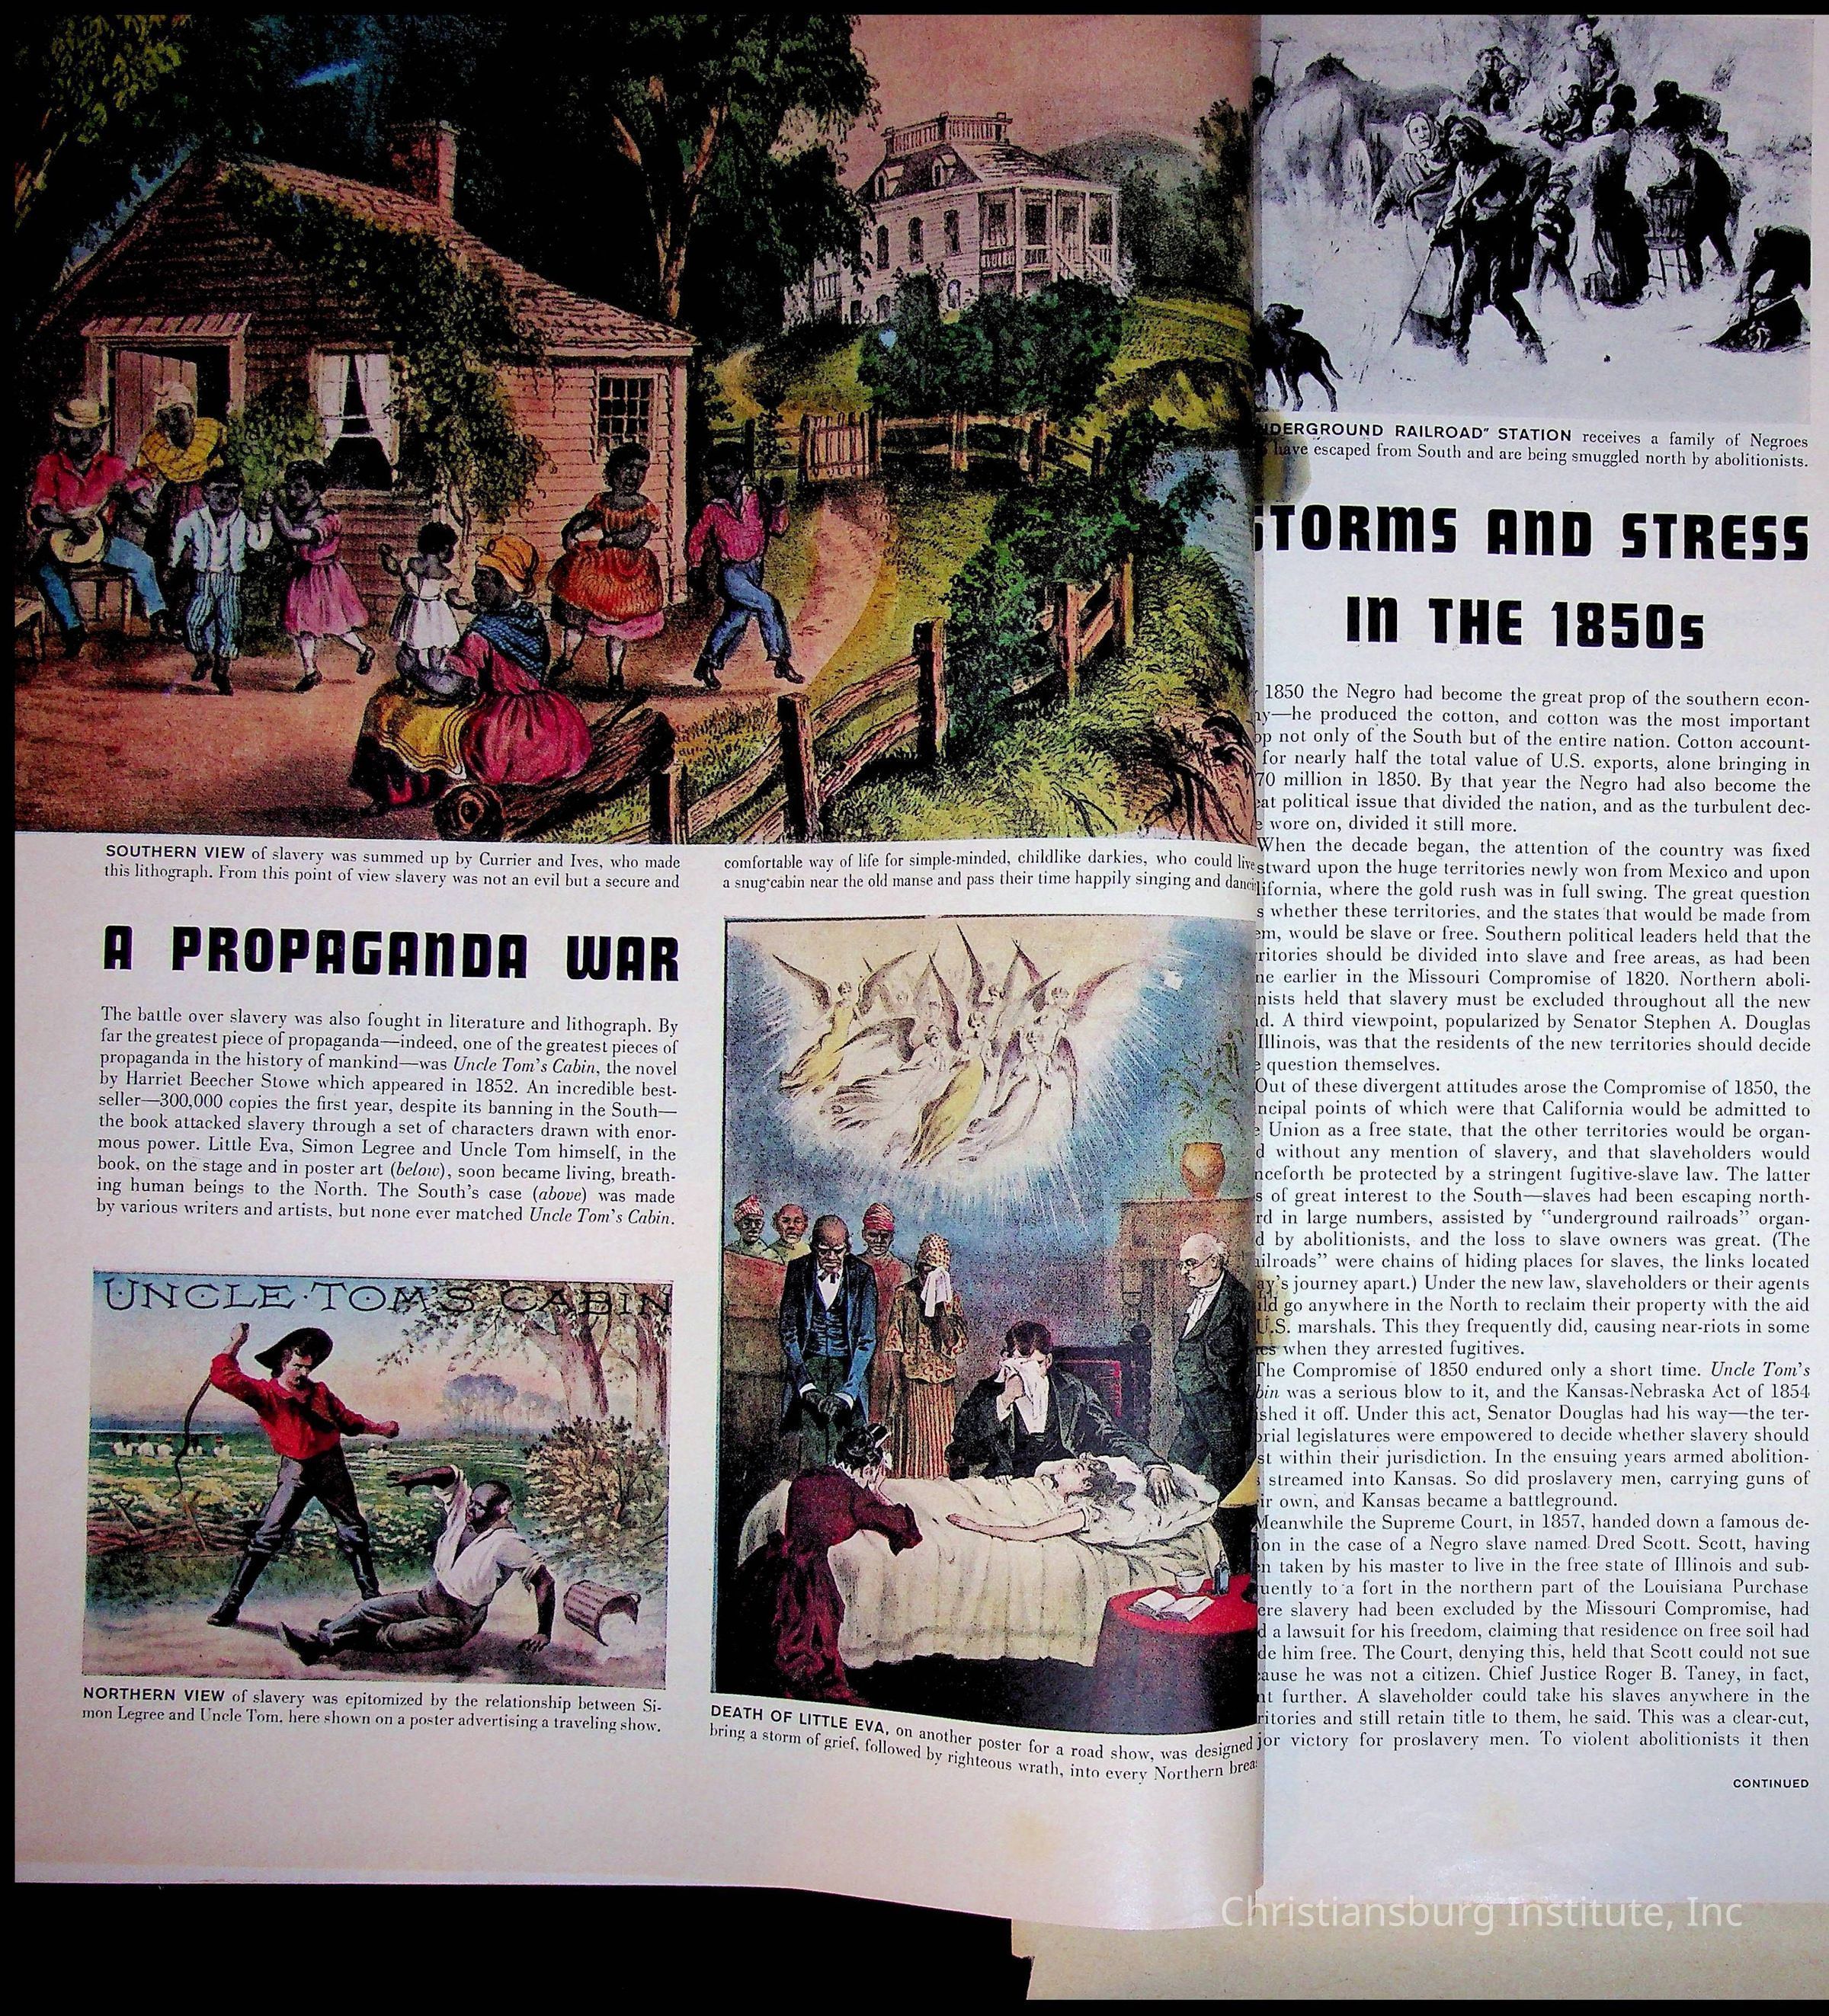 SOUTHERN VIEW of slavery was summed up by Currier and Ives, who made
this lithograph. From this point of view slavery was not an evil but a secure and
comfortable way of life for simple-minded, childlike darkies, who could live
a snug cabin near the old manse and pass their time happily singing and danci
A PROPAGANDA WAR
The battle over slavery was also fought in literature and lithograph. By
far the greatest piece of propaganda—indeed, one of the greatest pieces of
propaganda in the history of mankind—was Uncle Tom's Cabin, the novel
by Harriet Beecher Stowe which appeared in 1852. An incredible best-
seller—300,000 copies the first year, despite its banning in the South—
the book attacked slavery through a set of characters drawn with enor-
mous power. Little Eva, Simon Legree and Uncle Tom himself, in the
book, on the stage and in poster art (below), soon became living, breath-
ing human beings to the North. The South's case (above) was made
by various writers and artists, but none ever matched Uncle Tom's Cabin.
UNCLE·TOM'S CABIN
NORTHERN VIEW of slavery was epitomized by the relationship between Si-
mon Legree and Uncle Tom, here shown on a poster advertising a traveling show.
DEATH OF LITTLE EVA, on another poster for a road show, was designed
bring a storm of grief, followed by righteous wrath, into every Northern brea
DERGROUND RAILROAD" STATION receives a family of Negroes
have escaped from South and are being smuggled north by abolitionists.
STORMS AND STRESS
IN THE 1850s
1850 the Negro had become the great prop of the southern econ-
y—he produced the cotton, and cotton was the most important
op not only of the South but of the entire nation. Cotton account-
for nearly half the total value of U.S. exports, alone bringing in
70 million in 1850. By that year the Negro had also become the
eat political issue that divided the nation, and as the turbulent dec-
e wore on, divided it still more.
When the decade began, the attention of the country was fixed
stward upon the huge territories newly won from Mexico and upon
lifornia, where the gold rush was in full swing. The great question
s whether these territories, and the states that would be made from
em, would be slave or free. Southern political leaders held that the
ritories should be divided into slave and free areas, as had been
ne earlier in the Missouri Compromise of 1820. Northern aboli-
nists held that slavery must be excluded throughout all the new
d. A third viewpoint, popularized by Senator Stephen A. Douglas
Illinois, was that the residents of the new territories should decide
e question themselves.
Out of these divergent attitudes arose the Compromise of 1850, the
ncipal points of which were that California would be admitted to
e Union as a free state, that the other territories would be organ-
d without any mention of slavery, and that slaveholders would
nceforth be protected by a stringent fugitive-slave law. The latter
s of great interest to the South—slaves had been escaping north-
rd in large numbers, assisted by "underground railroads" organ-
d by abolitionists, and the loss to slave owners was great. (The
ailroads" were chains of hiding places for slaves, the links located
ay's journey apart.) Under the new law, slaveholders or their agents
uld go anywhere in the North to reclaim their property with the aid
U.S. marshals. This they frequently did, causing near-riots in some
es when they arrested fugitives.
The Compromise of 1850 endured only a short time. Uncle Tom's
bin was a serious blow to it, and the Kansas-Nebraska Act of 1854
ished it off. Under this act, Senator Douglas had his way—the ter-
orial legislatures were empowered to decide whether slavery should
st within their jurisdiction. In the ensuing years armed abolition-
streamed into Kansas. So did proslavery men, carrying guns of
ir own, and Kansas became a battleground.
Meanwhile the Supreme Court, in 1857, handed down a famous de-
ion in the case of a Negro slave named Dred Scott. Scott, having
n taken by his master to live in the free state of Illinois and sub-
uently to a fort in the northern part of the Louisiana Purchase
ere slavery had been excluded by the Missouri Compromise, had
d a lawsuit for his freedom, claiming that residence on free soil had
de him free. The Court, denying this, held that Scott could not sue
ause he was not a citizen. Chief Justice Roger B. Taney, in fact,
nt further. A slaveholder could take his slaves anywhere in the
ritories and still retain title to them, he said. This was a clear-cut,
jor victory for proslavery men. To violent abolitionists it then
CONTINUED
Christiansburg Institute, Inc